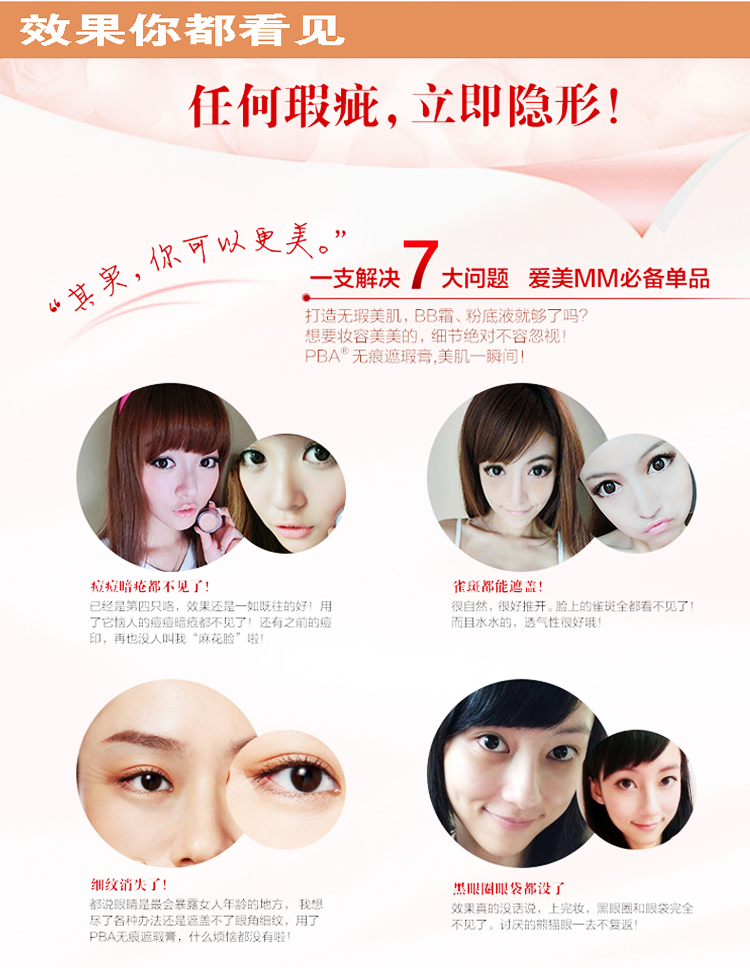 效果你都看见
任何瑕疵，立即隐形！
“其实，你可以更美。”
一支解决7大问题 爱美MM必备单品
打造无瑕美肌，BB霜、粉底液就够了吗？
想要妆容美美的，细节绝对不容忽视！
PBA®无痕遮瑕膏,美肌一瞬间！
痘痘暗疮都不见了！
已经是第四只咯，效果还是一如既往的好！用
了它恼人的痘痘暗疮都不见了！还有之前的痘
印，再也没人叫我“麻花脸”啦！
雀斑都能遮盖！
很自然，很好推开。脸上的雀斑全都看不见了！
而且水水的，透气性很好哦！
细纹消失了！
都说眼睛是最会暴露女人年龄的地方， 我想
尽了各种办法还是遮盖不了眼角细纹，用了
PBA无痕遮瑕膏，什么烦恼都没有啦！
黑眼圈眼袋都没了
效果真的没话说，上完妆，黑眼圈和眼袋完全
不见了。讨厌的熊猫眼一去不复返！